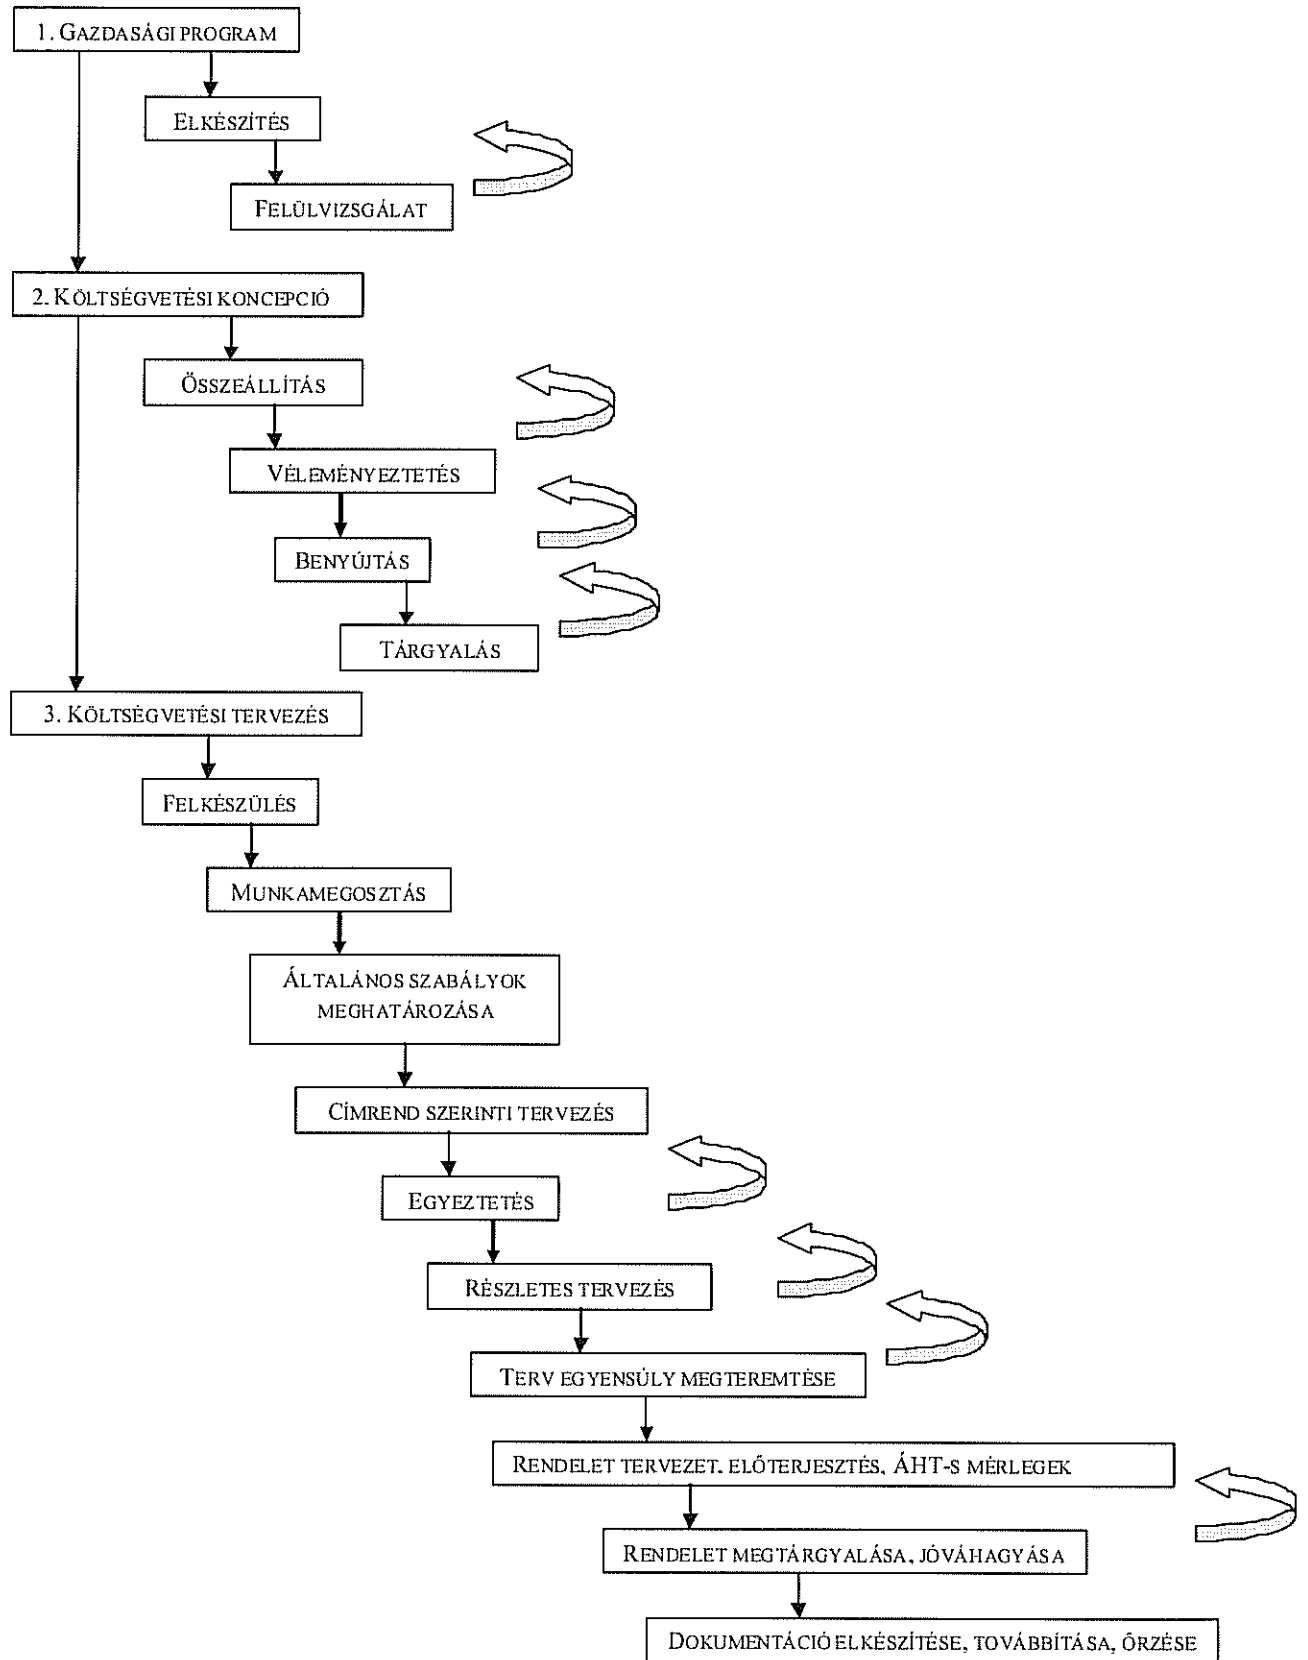 1. GAZDASÁGI PROGRAM
ELKÉSZÍTÉS
FELÜLVIZSGÁLAT
2. KÖLTSÉGVETÉSI KONCEPCIÓ
ÖSSZEÁLLÍTÁS
VÉLEMÉNYEZTETÉS
BENYÚJTÁS
TÁRGYALÁS
3. KÖLTSÉGVETÉSI TERVEZÉS
FELKÉSZÜLÉS
MUNKAMEGOSZTÁS
ÁLTALÁNOS SZABÁLYOK
MEGHATÁROZÁSA
CÍMREND SZERINTI TERVEZÉS
EGYEZTETÉS
RÉSZLETES TERVEZÉS
TERV EGYENSÚLY MEGTEREMTÉSE
RENDELET TERVEZET, ELŐTERJESZTÉS, ÁHT-S MÉRLEGEK
RENDELET MEGTÁRGYALÁSA, JÓVÁHAGYÁSA
DOKUMENTÁCIÓ ELKÉSZÍTÉSE, TOVÁBBÍTÁSA, ŐRZÉSE